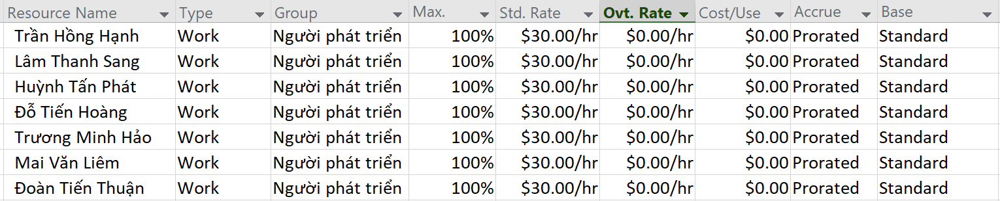 Resource Name Type Group Max. Std. Rate Ovt. Rate Cost/Use Accrue Base
Trần Hồng Hạnh Work Người phát triển 100% $30.00/hr $0.00/hr $0.00 Prorated Standard
Lâm Thanh Sang Work Người phát triển 100% $30.00/hr $0.00/hr $0.00 Prorated Standard
Huỳnh Tấn Phát Work Người phát triển 100% $30.00/hr $0.00/hr $0.00 Prorated Standard
Đỗ Tiến Hoàng Work Người phát triển 100% $30.00/hr $0.00/hr $0.00 Prorated Standard
Trương Minh Hảo Work Người phát triển 100% $30.00/hr $0.00/hr $0.00 Prorated Standard
Mai Văn Liêm Work Người phát triển 100% $30.00/hr $0.00/hr $0.00 Prorated Standard
Đoàn Tiến Thuận Work Người phát triển 100% $30.00/hr $0.00/hr $0.00 Prorated Standard